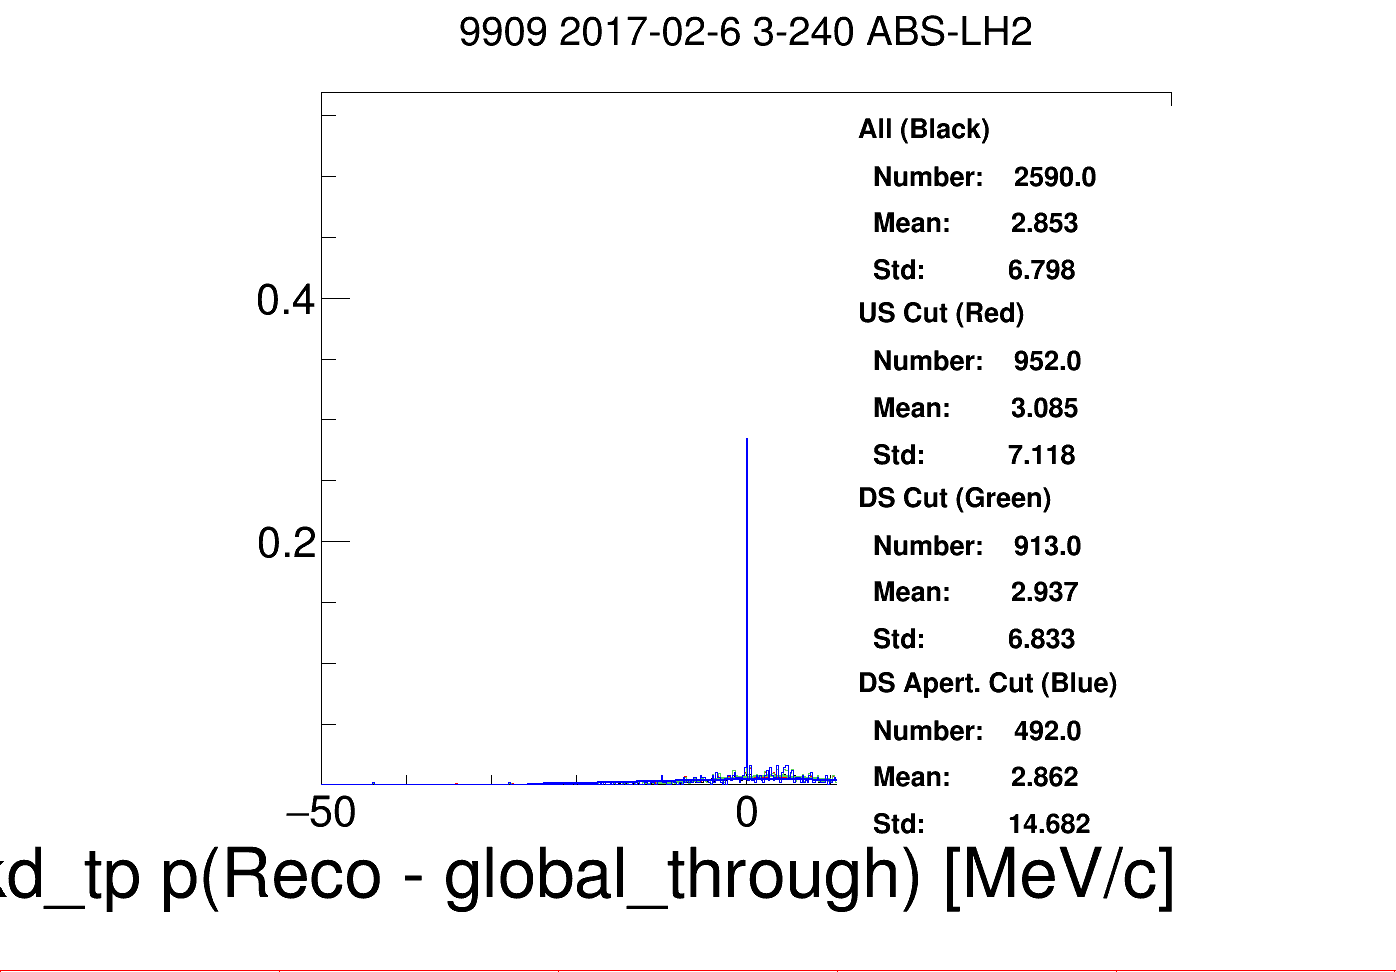 9909 2017-02-6 3-240 ABS-LH2
All (Black)
Number: 2590.0
Mean: 2.853
Std: 6.798
US Cut (Red)
Number: 952.0
Mean: 3.085
Std: 7.118
DS Cut (Green)
Number: 913.0
Mean: 2.937
Std: 6.833
DS Apert. Cut (Blue)
Number: 492.0
Mean: 2.862
Std: 14.682
0.4
0.2
−50 0
kd_tp p(Reco - global_through) [MeV/c]